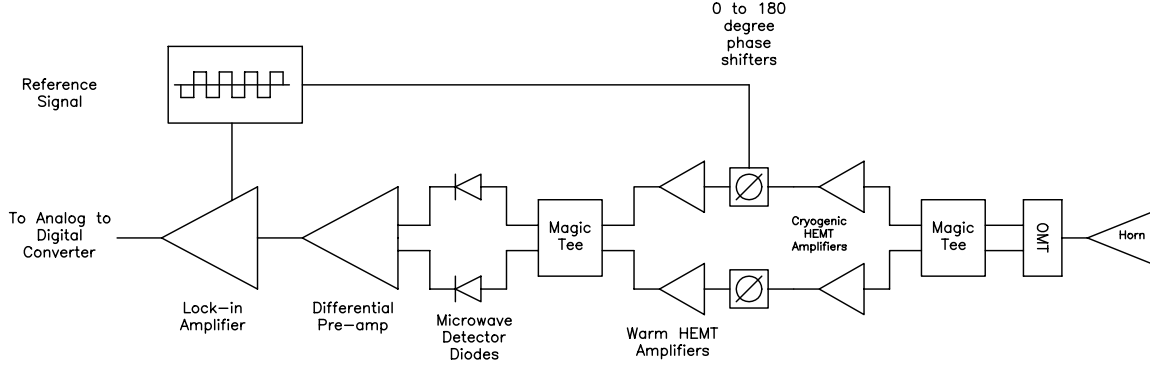 0 to 180
degree
phase
shifters
Reference
Signal
To Analog to
Digital
Converter
Magic
Tee
Cryogenic
HEMT
Amplifiers
Magic
Tee
OMT
Horn
Lock-in
Amplifier
Differential
Pre-amp
Microwave
Detector
Diodes
Warm HEMT
Amplifiers